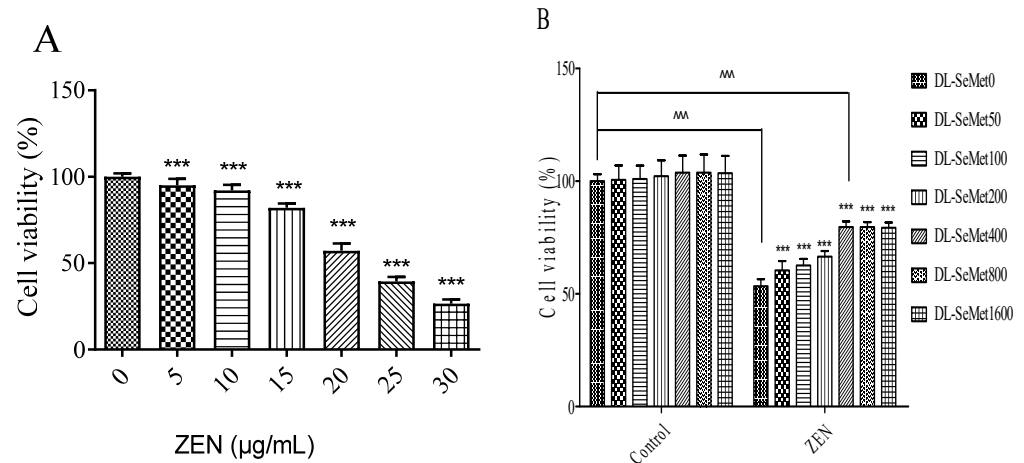 A
Cell viability (%)
150
100
50
0
***
***
***
***
***
***
0
5
10
15
20
25
30
ZEN (µg/mL)
B
Cell viability (%)
150
100
50
0
^^^
^^^
***
***
***
***
***
***
Control
ZEN
DL-SeMet0
DL-SeMet50
DL-SeMet100
DL-SeMet200
DL-SeMet400
DL-SeMet800
DL-SeMet1600